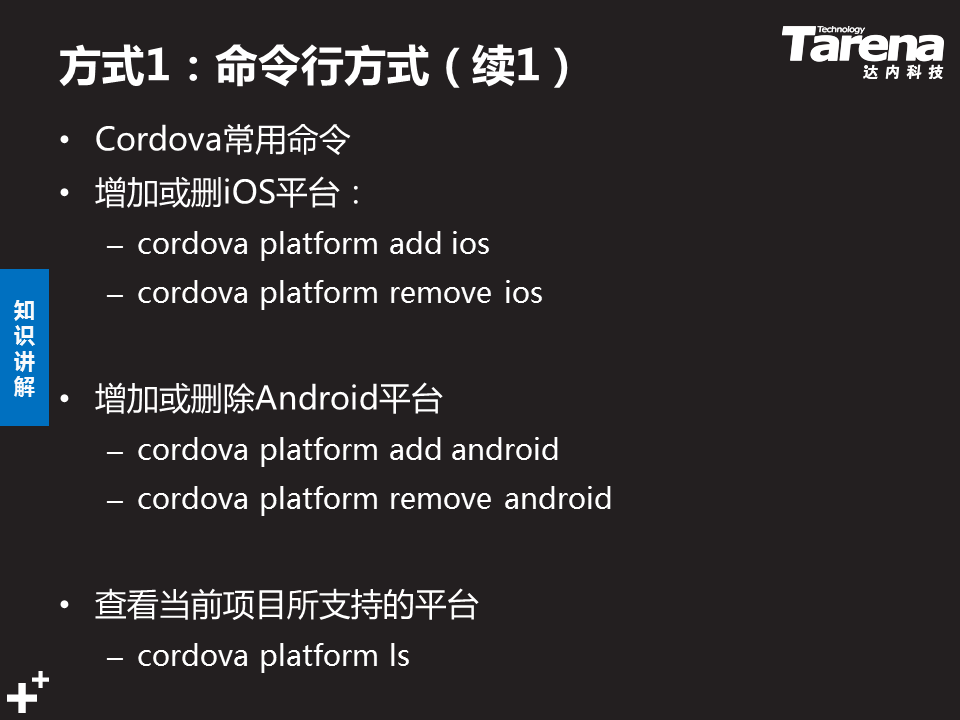 方式1：命令行方式（续1）
Technology
Tarena
达内科技
• Cordova常用命令
• 增加或删iOS平台：
– cordova platform add ios
– cordova platform remove ios
知识讲解
• 增加或删除Android平台
– cordova platform add android
– cordova platform remove android
• 查看当前项目所支持的平台
– cordova platform ls